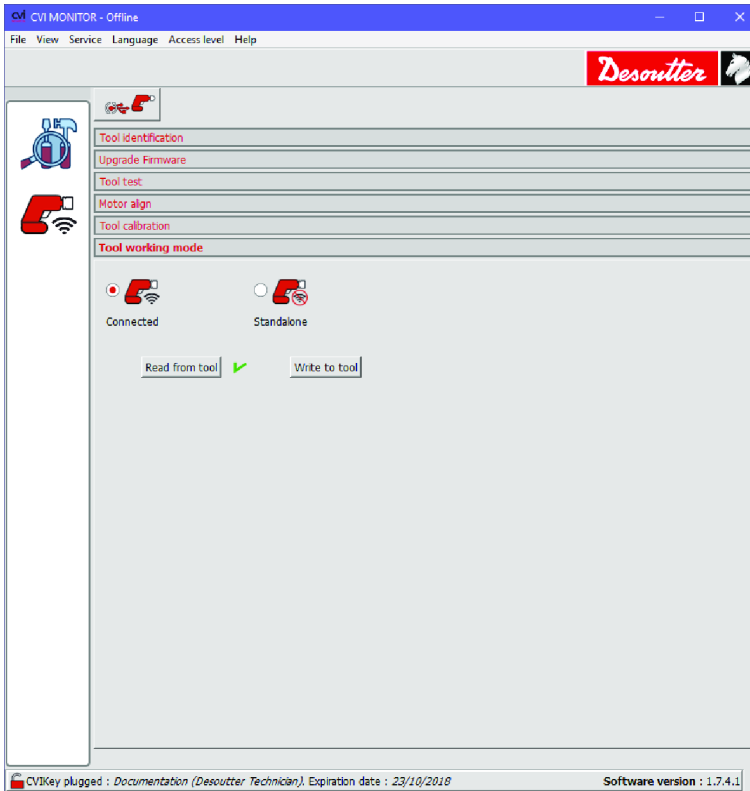 cvi CVI MONITOR - Offline
File View Service Language Access level Help
Desoutter
Tool identification
Upgrade Firmware
Tool test
Motor align
Tool calibration
Tool working mode
Connected Standalone
Read from tool Write to tool
CVIKey plugged : Documentation (Desoutter Technician). Expiration date : 23/10/2018 Software version : 1.7.4.1